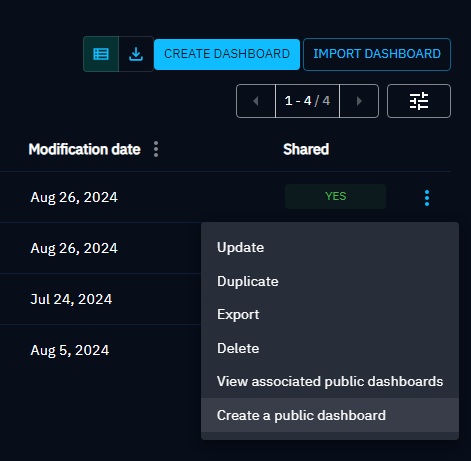 CREATE DASHBOARD IMPORT DASHBOARD
1 - 4 / 4
Modification date Shared
Aug 26, 2024 YES
Aug 26, 2024
Update
Duplicate
Jul 24, 2024
Export
Aug 5, 2024
Delete
View associated public dashboards
Create a public dashboard